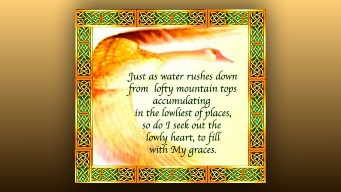 Just as water rushes down
from lofty mountain tops
accumulating
in the lowliest of places,
so do I seek out the
lowly heart, to fill
with My graces.